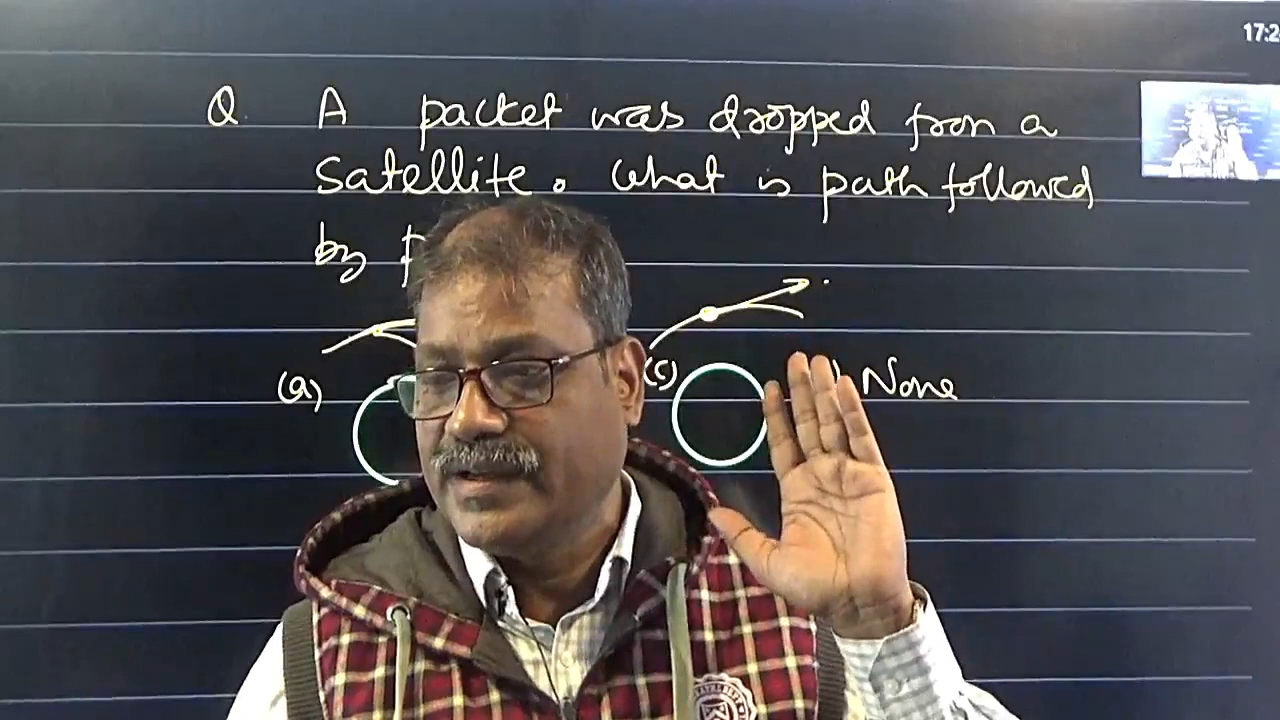 17:2
Q. A packet was dropped from a
Satellite. What is path followed
by
(a) (c) None